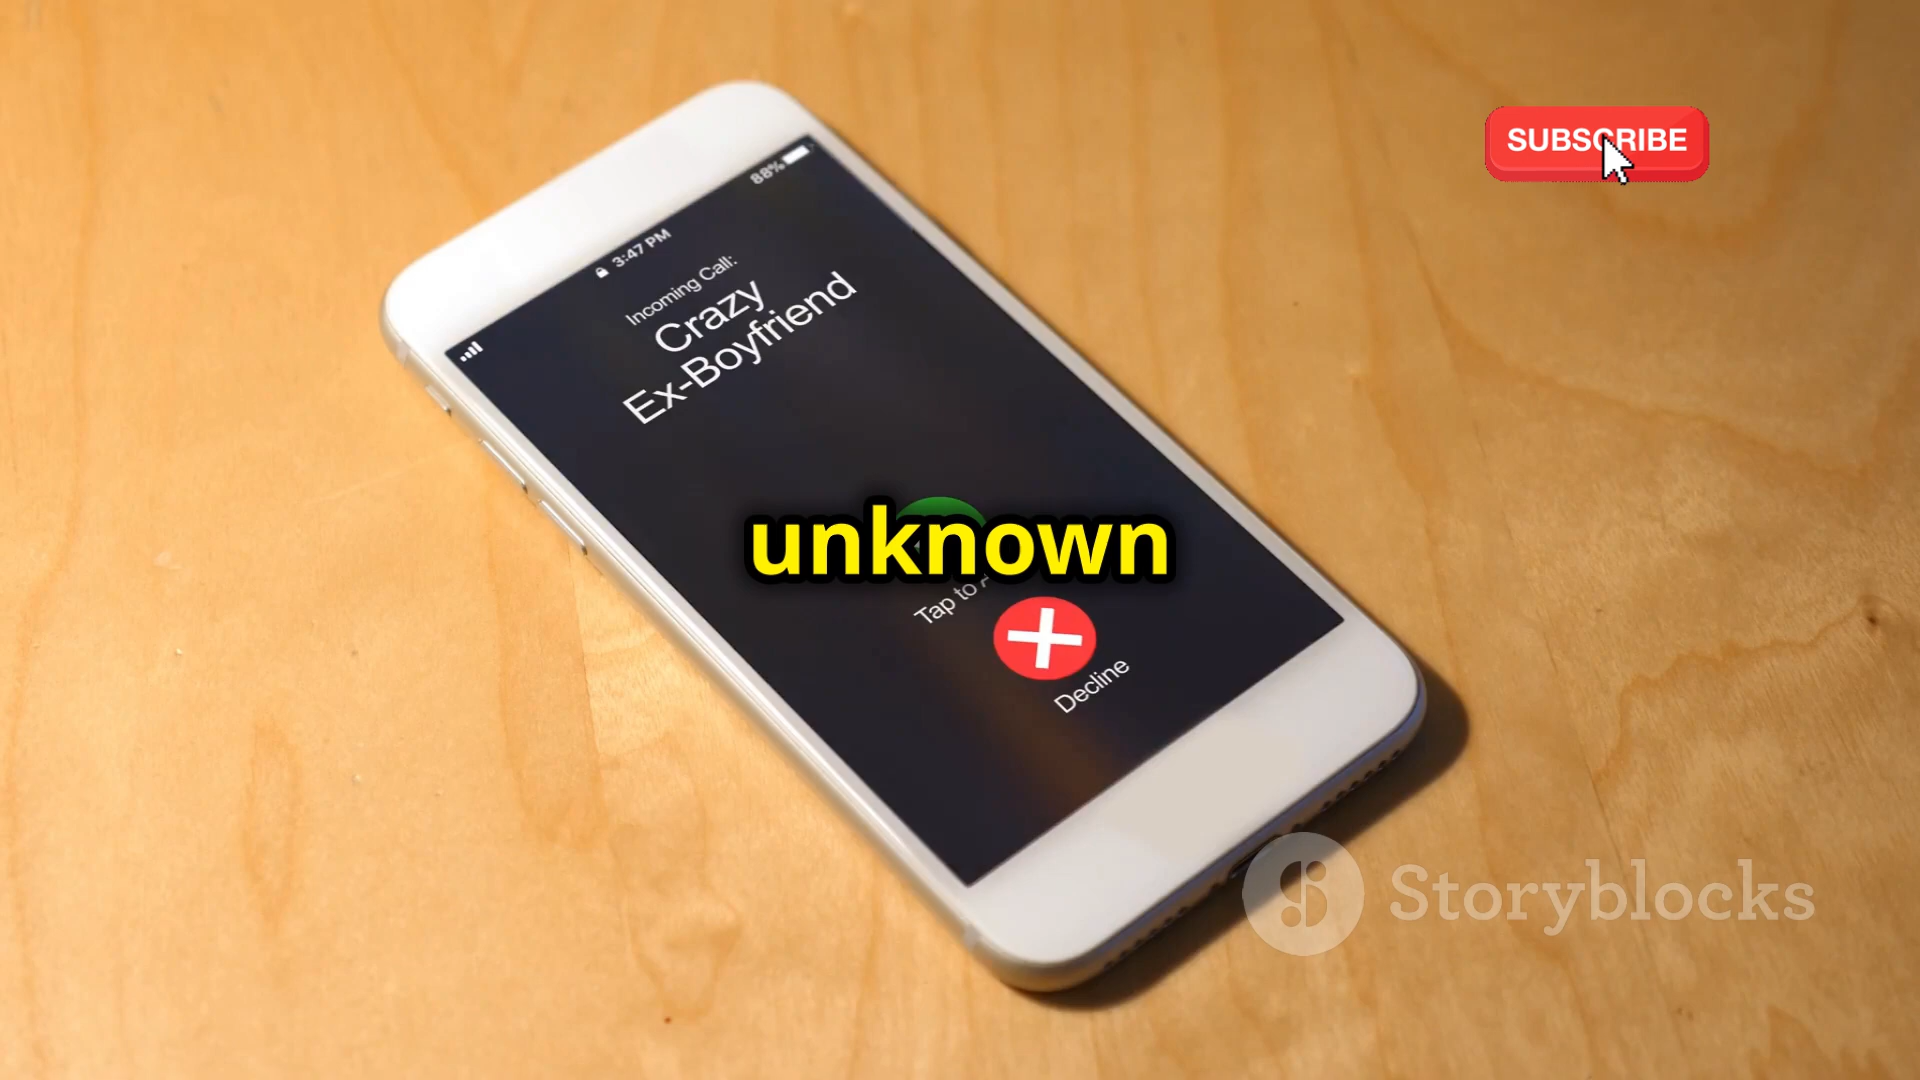 SUBSCRIBE
88%
3:47 PM
Incoming Call:
Crazy
Ex-Boyfriend
unknown
Tap to
Decline
Storyblocks